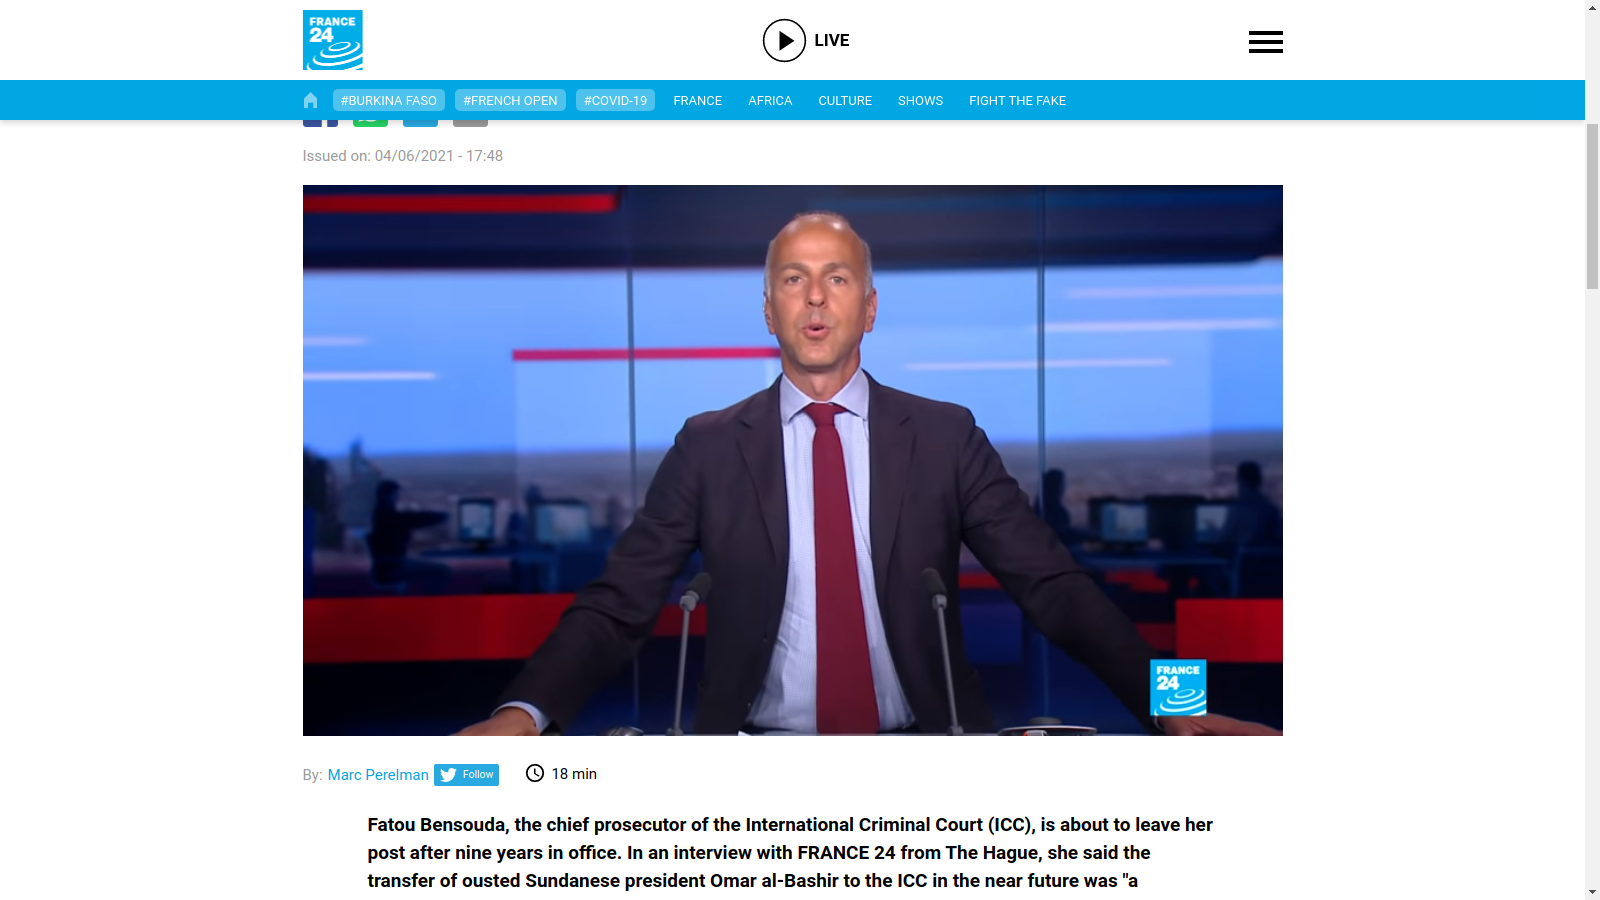 FRANCE
24
LIVE
#BURKINA FASO
#FRENCH OPEN
#COVID-19
FRANCE
AFRICA
CULTURE
SHOWS
FIGHT THE FAKE
Issued on: 04/06/2021 - 17:48
FRANCE
24
By: Marc Perelman Follow 18 min
Fatou Bensouda, the chief prosecutor of the International Criminal Court (ICC), is about to leave her
post after nine years in office. In an interview with FRANCE 24 from The Hague, she said the
transfer of ousted Sundanese president Omar al-Bashir to the ICC in the near future was "a